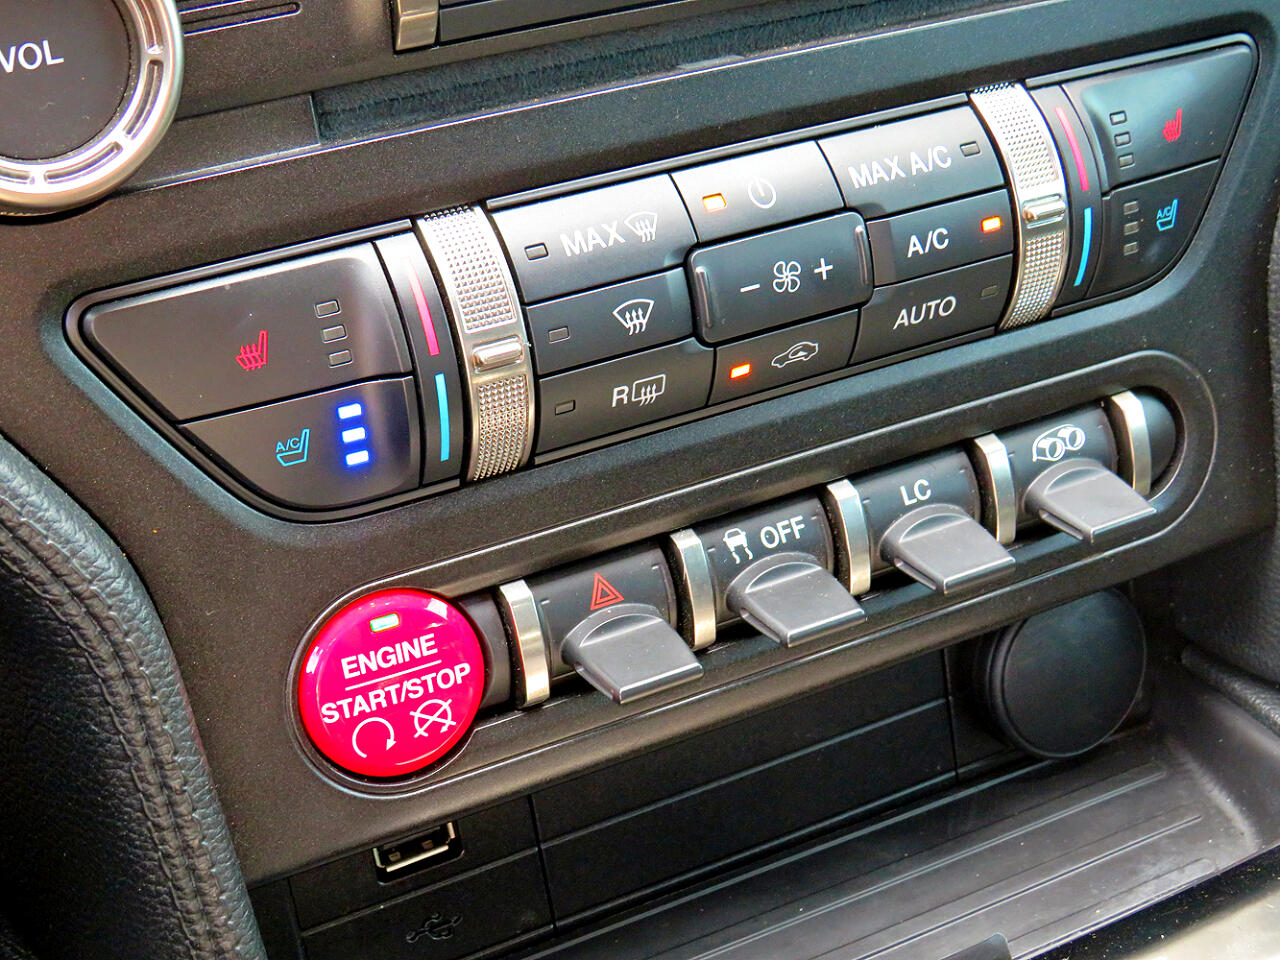 VOL
MAX
MAX A/C
A/C
- +
A/C
AUTO
R
A/C
OFF
LC
ENGINE
START/STOP